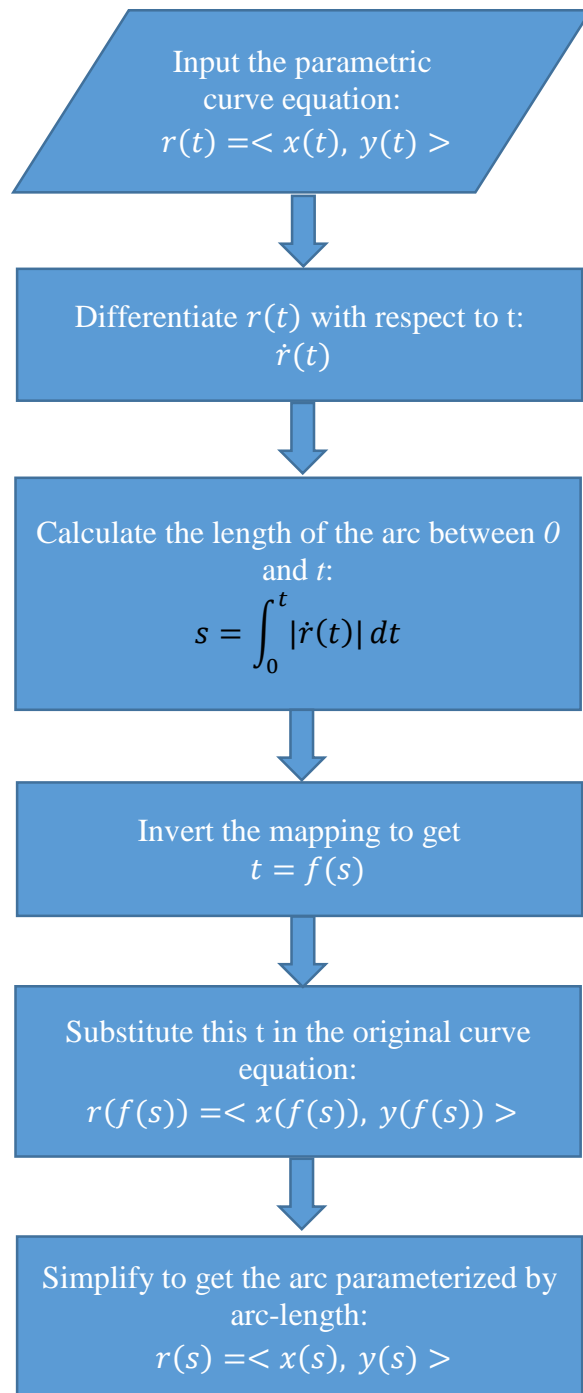 Input the parametric
curve equation:
𝑟(𝑡) =< 𝑥(𝑡), 𝑦(𝑡) >
Differentiate 𝑟(𝑡) with respect to t:
𝑟̇(𝑡)
Calculate the length of the arc between 0
and t:
𝑠 = ∫₀ᵗ |𝑟̇(𝑡)| 𝑑𝑡
Invert the mapping to get
𝑡 = 𝑓(𝑠)
Substitute this t in the original curve
equation:
𝑟(𝑓(𝑠)) =< 𝑥(𝑓(𝑠)), 𝑦(𝑓(𝑠)) >
Simplify to get the arc parameterized by
arc-length:
𝑟(𝑠) =< 𝑥(𝑠), 𝑦(𝑠) >